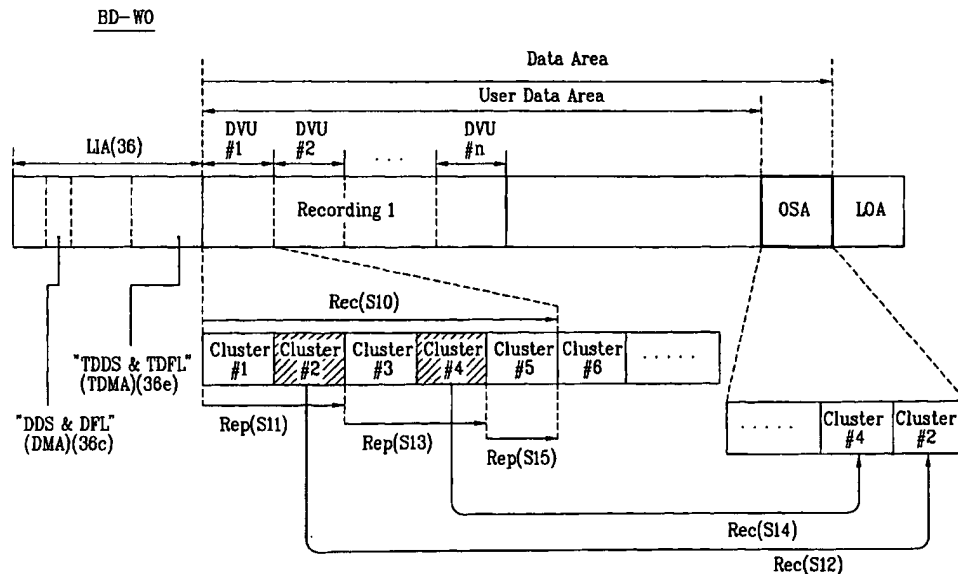 BD-WO
Data Area
User Data Area
LIA(36)
DVU
#1
DVU
#2
. . . .
DVU
#n
Recording 1
OSA
LOA
Rec(S10)
Cluster
#1
Cluster
#2
Cluster
#3
Cluster
#4
Cluster
#5
Cluster
#6
. . . . .
"TDDS & TDFL"
(TDMA)(36e)
"DDS & DFL"
(DMA)(36c)
Rep(S11)
Rep(S13)
Rep(S15)
. . . . .
Cluster
#4
Cluster
#2
Rec(S14)
Rec(S12)